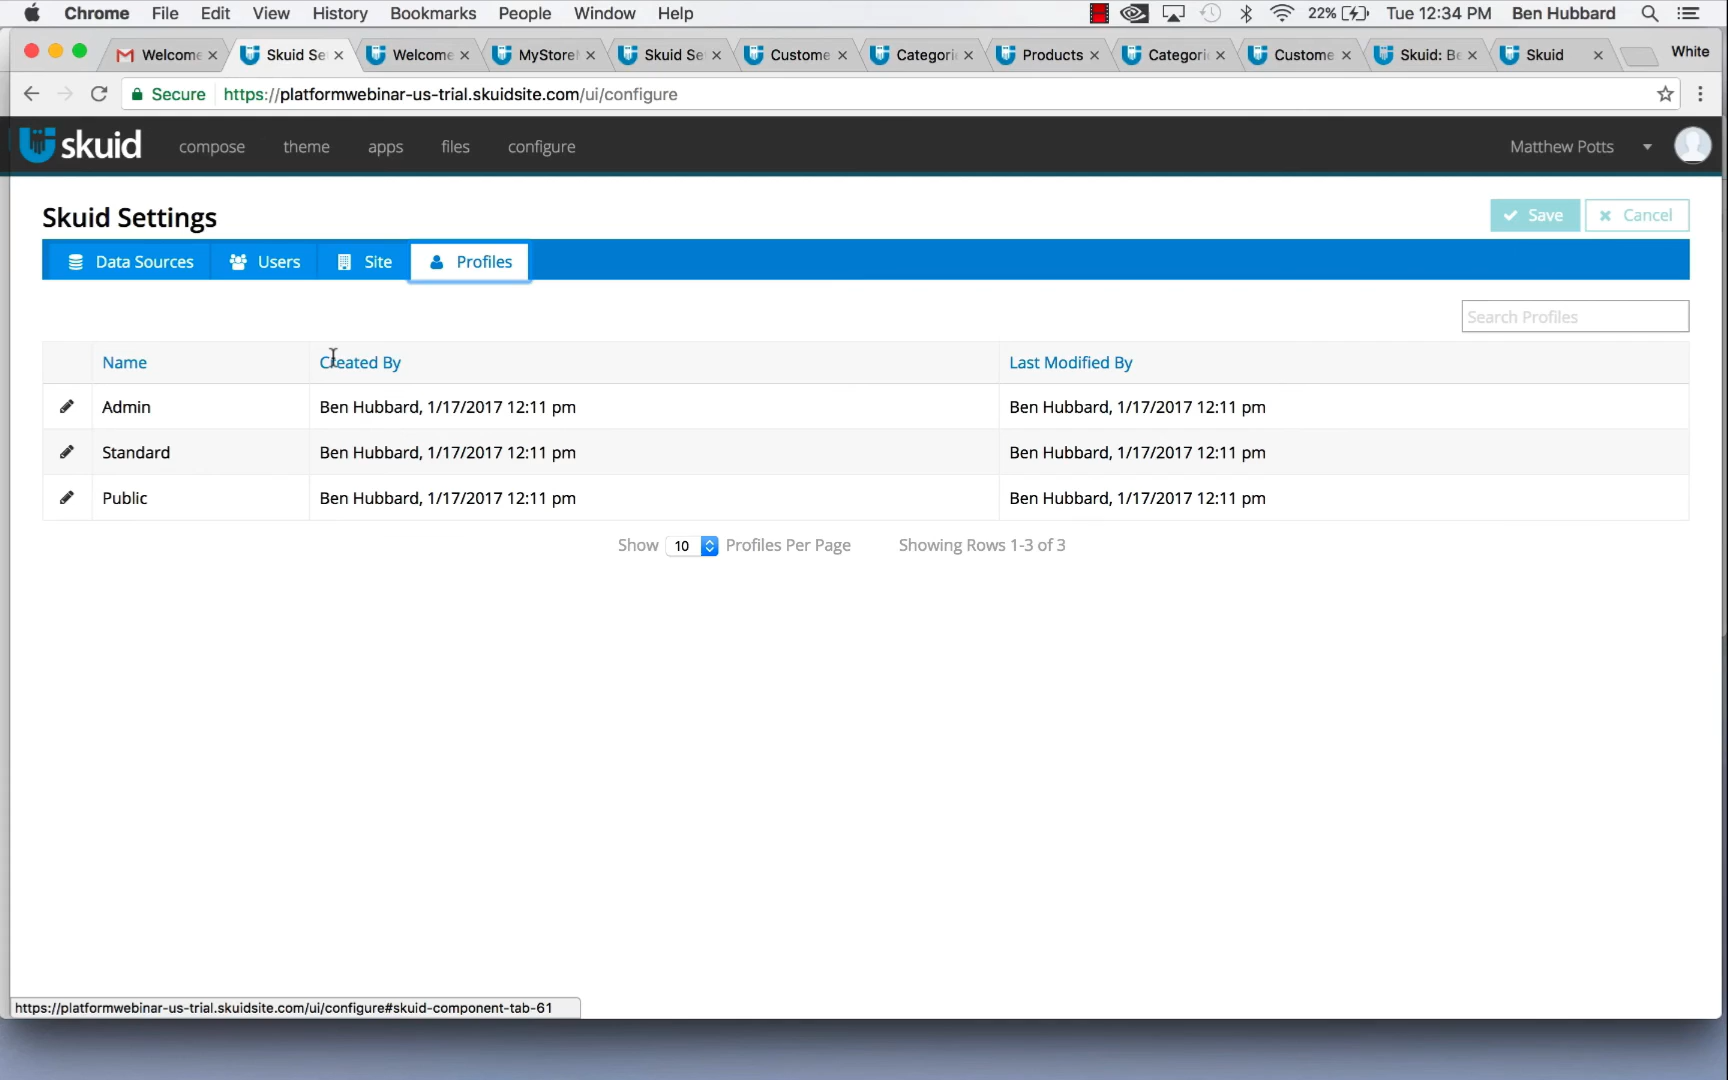 Chrome File Edit View History Bookmarks People Window Help 22% Tue 12:34 PM Ben Hubbard
Welcome Skuid Se Welcome MyStore Skuid Se Custome Categori Products Categori Custome Skuid: Be Skuid White
Secure https://platformwebinar-us-trial.skuidsite.com/ui/configure
skuid compose theme apps files configure Matthew Potts
Skuid Settings Save Cancel
Data Sources Users Site Profiles
Search Profiles
Name Created By Last Modified By
Admin Ben Hubbard, 1/17/2017 12:11 pm Ben Hubbard, 1/17/2017 12:11 pm
Standard Ben Hubbard, 1/17/2017 12:11 pm Ben Hubbard, 1/17/2017 12:11 pm
Public Ben Hubbard, 1/17/2017 12:11 pm Ben Hubbard, 1/17/2017 12:11 pm
Show 10 Profiles Per Page Showing Rows 1-3 of 3
https://platformwebinar-us-trial.skuidsite.com/ui/configure#skuid-component-tab-61